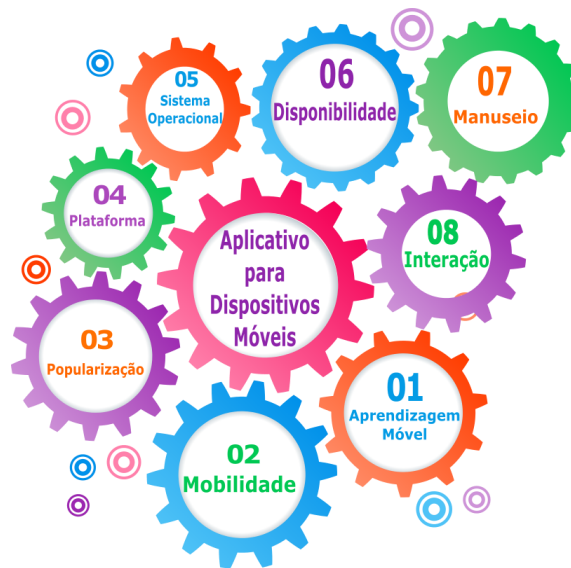 05
Sistema
Operacional
06
Disponibilidade
07
Manuseio
04
Plataforma
Aplicativo
para
Dispositivos
Móveis
08
Interação
03
Popularização
01
Aprendizagem
Móvel
02
Mobilidade